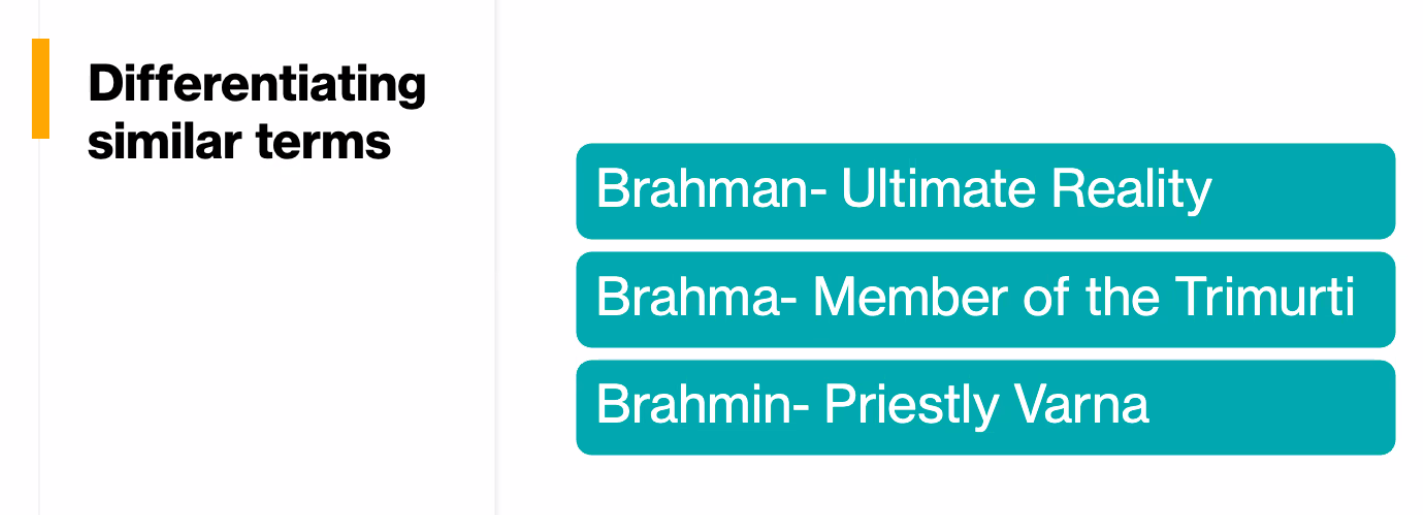 Differentiating
similar terms
Brahman- Ultimate Reality
Brahma- Member of the Trimurti
Brahmin- Priestly Varna